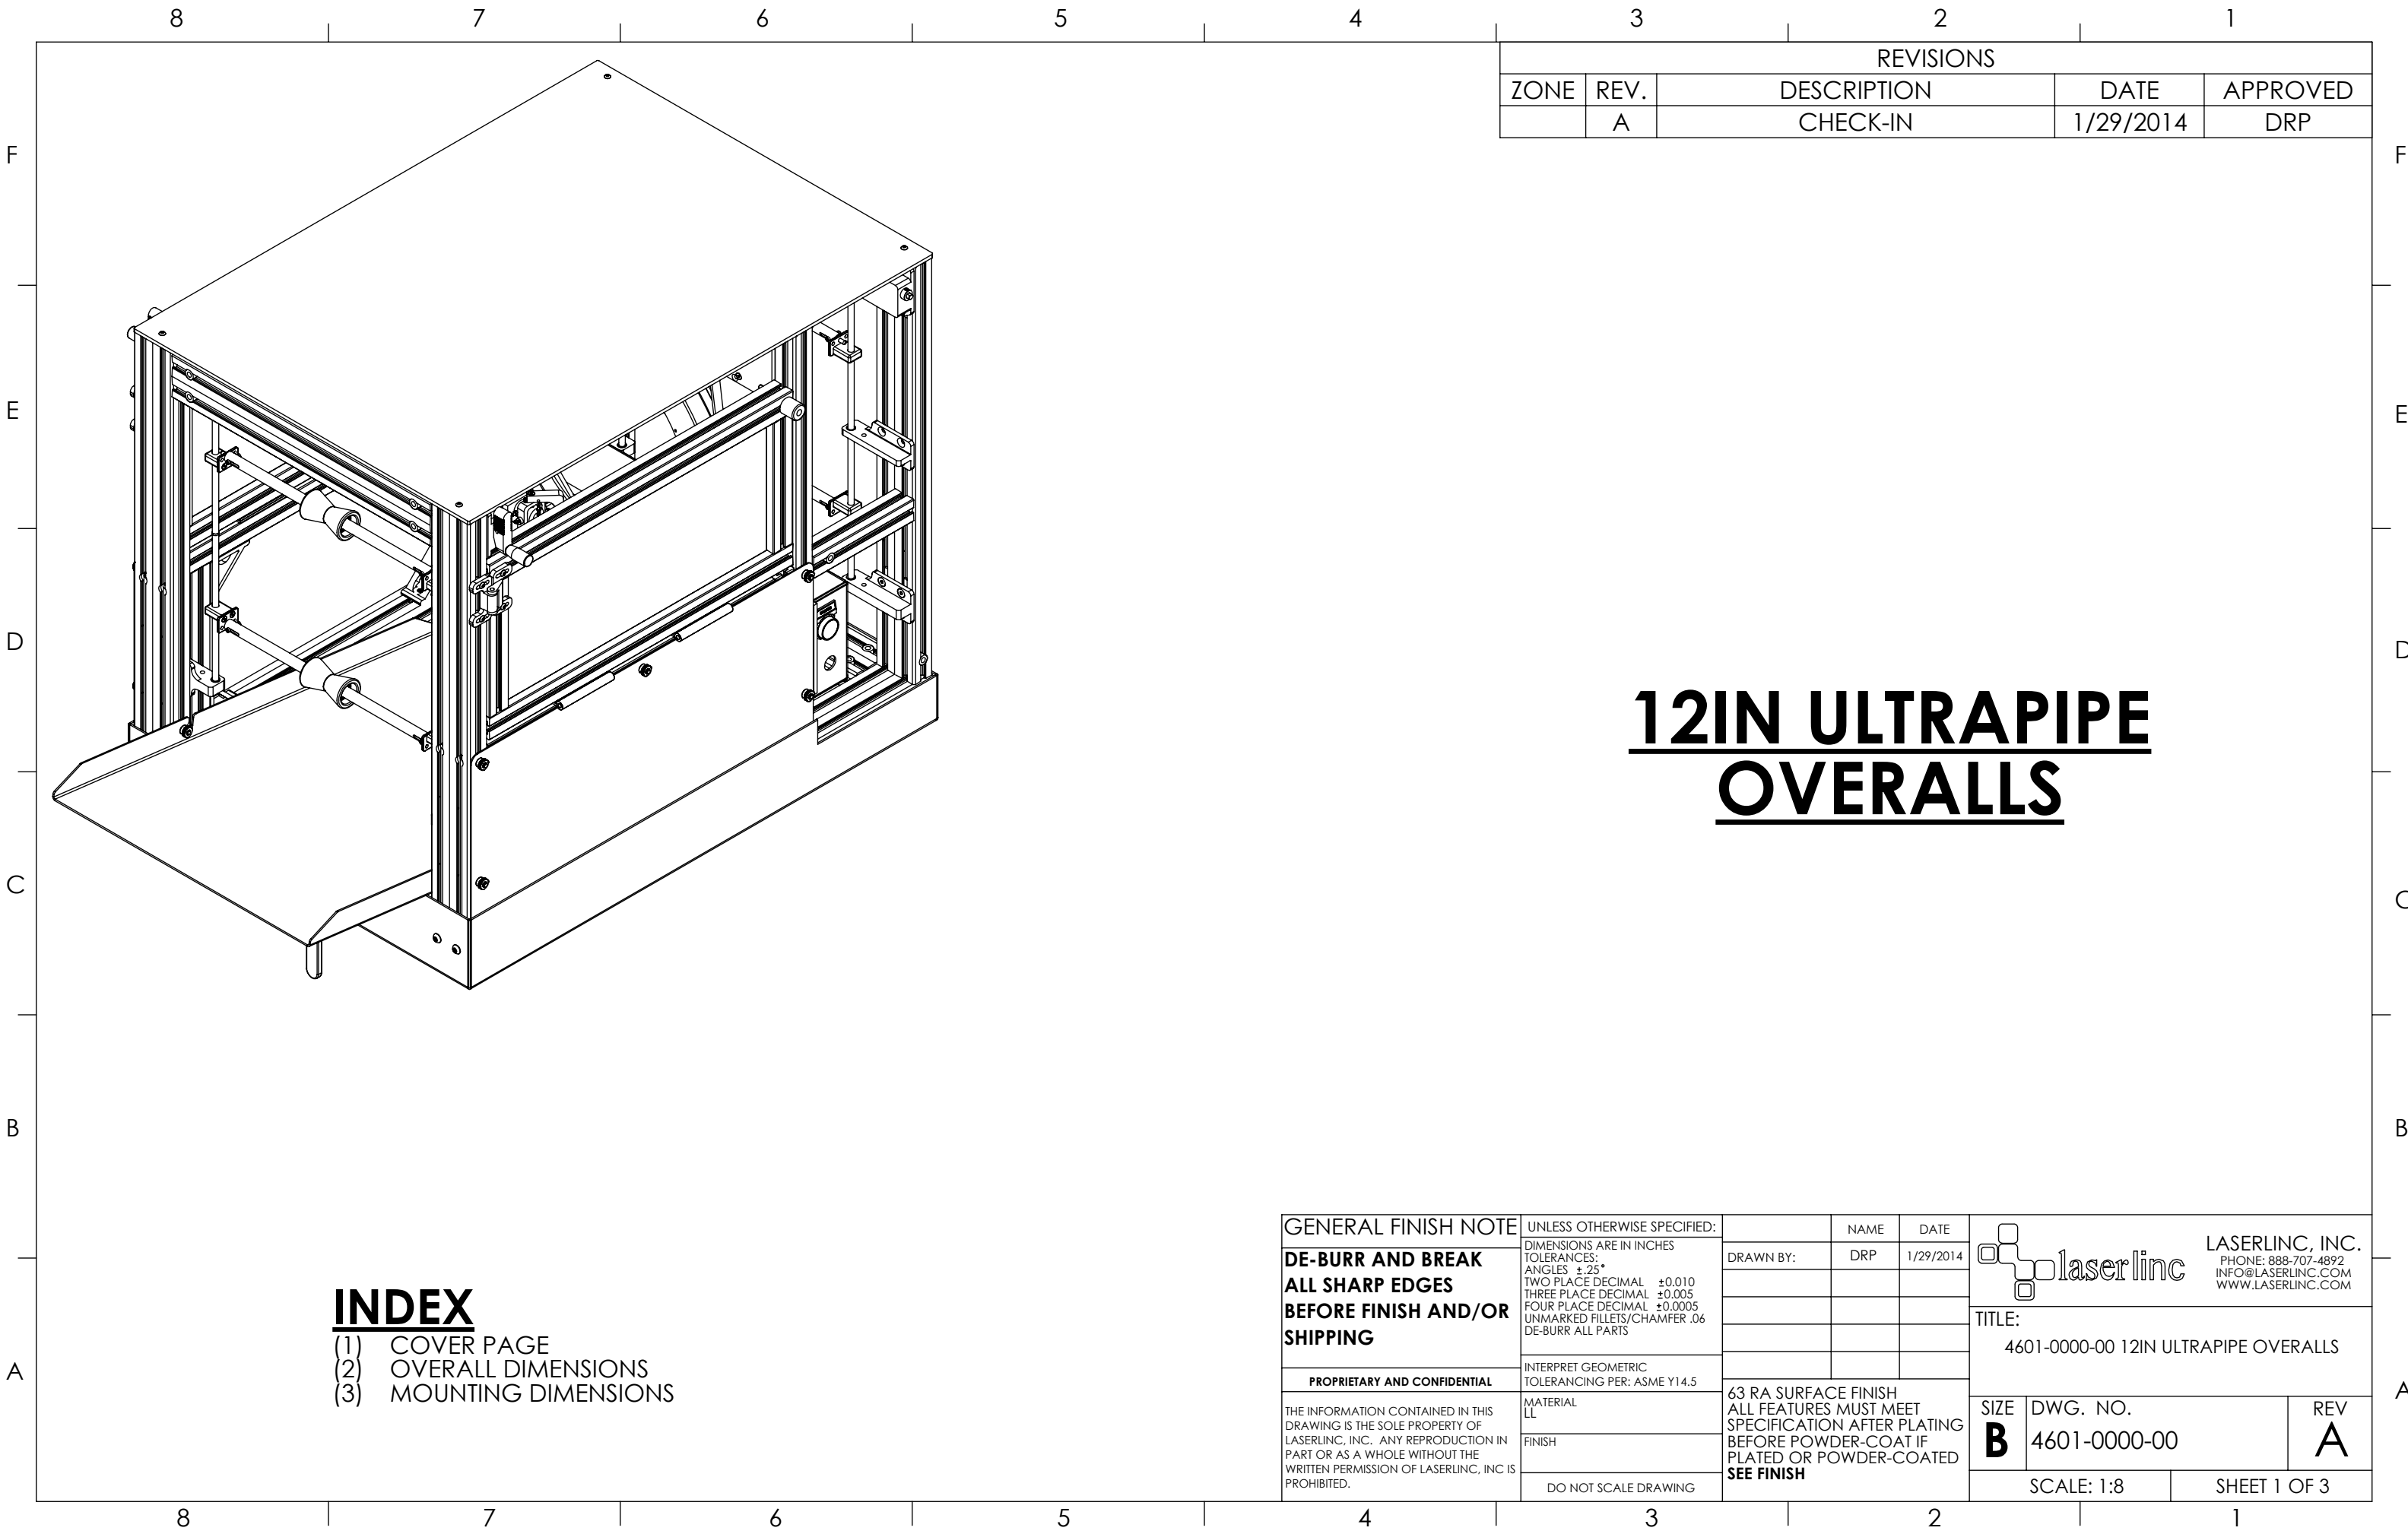 8 7 6 5 4 3 2 1
REVISIONS
ZONE REV. DESCRIPTION DATE APPROVED
A CHECK-IN 1/29/2014 DRP
F F
E E
D D
12IN ULTRAPIPE
OVERALLS
C C
B B
INDEX
(1) COVER PAGE
(2) OVERALL DIMENSIONS
(3) MOUNTING DIMENSIONS
A A
GENERAL FINISH NOTE
DE-BURR AND BREAK
ALL SHARP EDGES
BEFORE FINISH AND/OR
SHIPPING
PROPRIETARY AND CONFIDENTIAL
THE INFORMATION CONTAINED IN THIS
DRAWING IS THE SOLE PROPERTY OF
LASERLINC, INC. ANY REPRODUCTION IN
PART OR AS A WHOLE WITHOUT THE
WRITTEN PERMISSION OF LASERLINC, INC IS
PROHIBITED.
UNLESS OTHERWISE SPECIFIED:
DIMENSIONS ARE IN INCHES
TOLERANCES:
ANGLES ±.25°
TWO PLACE DECIMAL ±0.010
THREE PLACE DECIMAL ±0.005
FOUR PLACE DECIMAL ±0.0005
UNMARKED FILLETS/CHAMFER .06
DE-BURR ALL PARTS
INTERPRET GEOMETRIC
TOLERANCING PER: ASME Y14.5
MATERIAL
LL
FINISH
DO NOT SCALE DRAWING
NAME DATE
DRAWN BY: DRP 1/29/2014
63 RA SURFACE FINISH
ALL FEATURES MUST MEET
SPECIFICATION AFTER PLATING
BEFORE POWDER-COAT IF
PLATED OR POWDER-COATED
SEE FINISH
laserlinc
LASERLINC, INC.
PHONE: 888-707-4892
INFO@LASERLINC.COM
WWW.LASERLINC.COM
TITLE:
4601-0000-00 12IN ULTRAPIPE OVERALLS
SIZE DWG. NO. REV
B 4601-0000-00 A
SCALE: 1:8 SHEET 1 OF 3
8 7 6 5 4 3 2 1